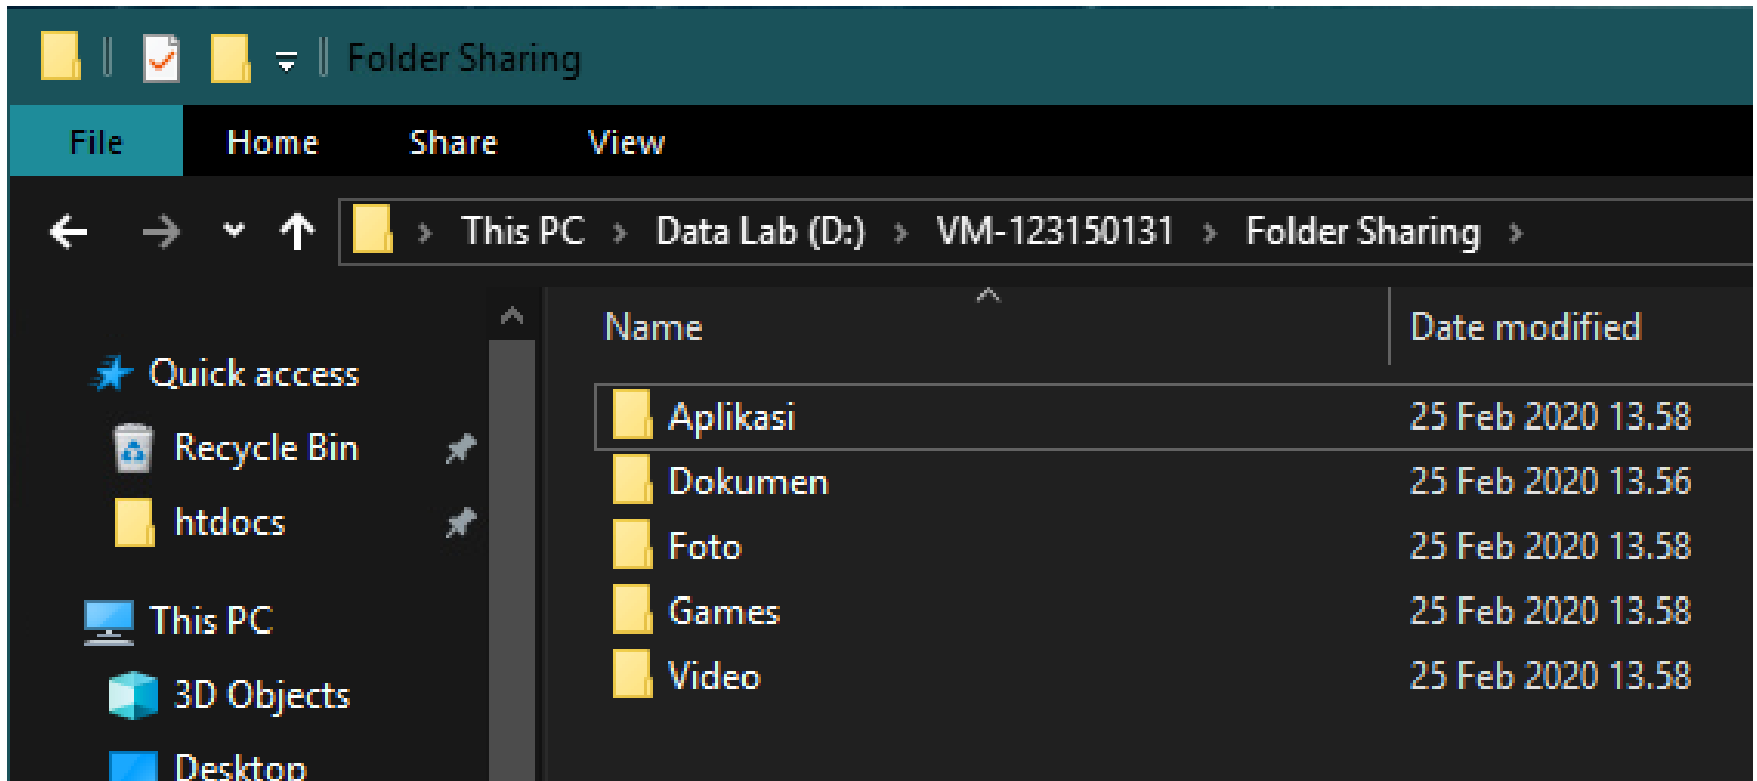 Folder Sharing
File Home Share View
This PC > Data Lab (D:) > VM-123150131 > Folder Sharing >
Quick access
Recycle Bin
htdocs
This PC
3D Objects
Desktop
Name Date modified
Aplikasi 25 Feb 2020 13.58
Dokumen 25 Feb 2020 13.56
Foto 25 Feb 2020 13.58
Games 25 Feb 2020 13.58
Video 25 Feb 2020 13.58